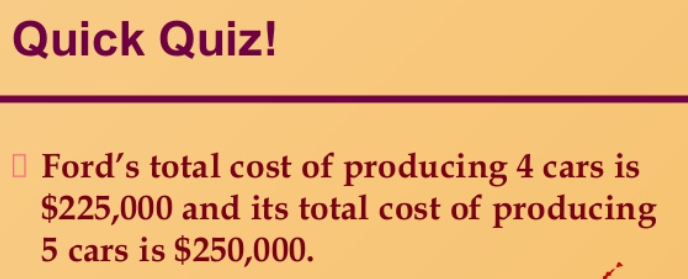 Quick Quiz!
Ford's total cost of producing 4 cars is
$225,000 and its total cost of producing
5 cars is $250,000.